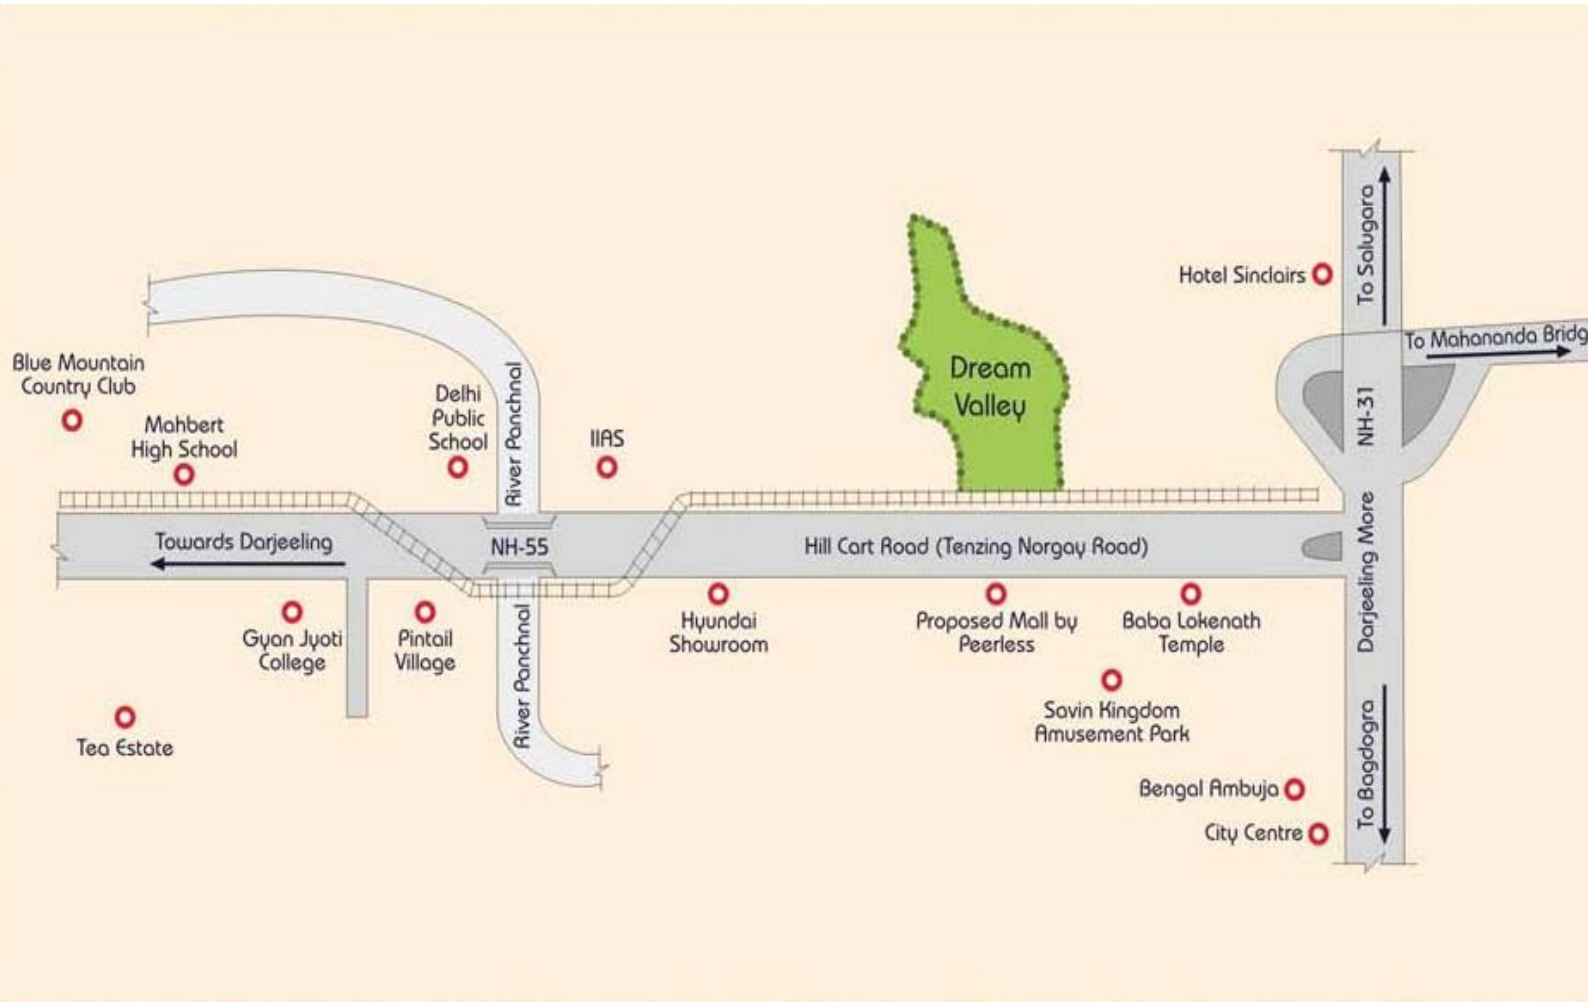 To Salugara
Hotel Sinclairs
To Mahananda Bridg
Blue Mountain
Country Club
Mahbert
High School
Delhi
Public
School
River Panchnal
IIAS
Dream
Valley
NH-31
Towards Darjeeling
NH-55
Hill Cart Road (Tenzing Norgay Road)
Darjeeling More
Gyan Jyoti
College
Pintail
Village
River Panchnal
Hyundai
Showroom
Proposed Mall by
Peerless
Baba Lokenath
Temple
Savin Kingdom
Amusement Park
Tea Estate
To Bagdogra
Bengal Ambuja
City Centre